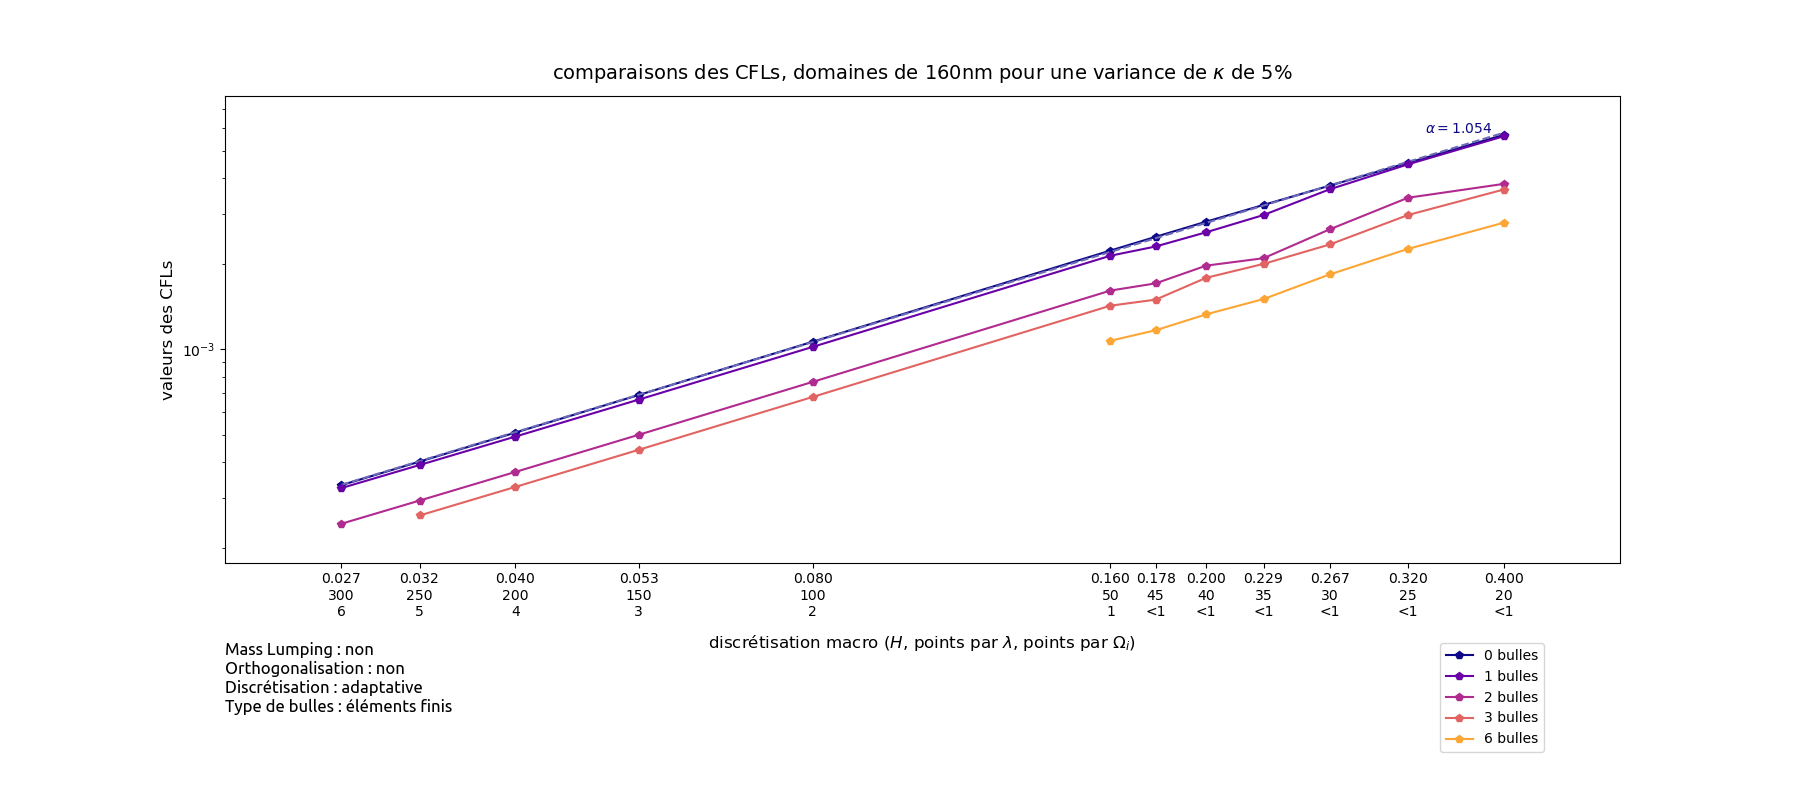 comparaisons des CFLs, domaines de 160nm pour une variance de κ de 5%
α = 1.054
valeurs des CFLs
10⁻³
0.027 0.032 0.040 0.053 0.080 0.160 0.178 0.200 0.229 0.267 0.320 0.400
300 250 200 150 100 50 45 40 35 30 25 20
6 5 4 3 2 1 <1 <1 <1 <1 <1 <1
discrétisation macro (H, points par λ, points par Ωᵢ)
Mass Lumping : non
Orthogonalisation : non
Discrétisation : adaptative
Type de bulles : éléments finis
0 bulles
1 bulles
2 bulles
3 bulles
6 bulles